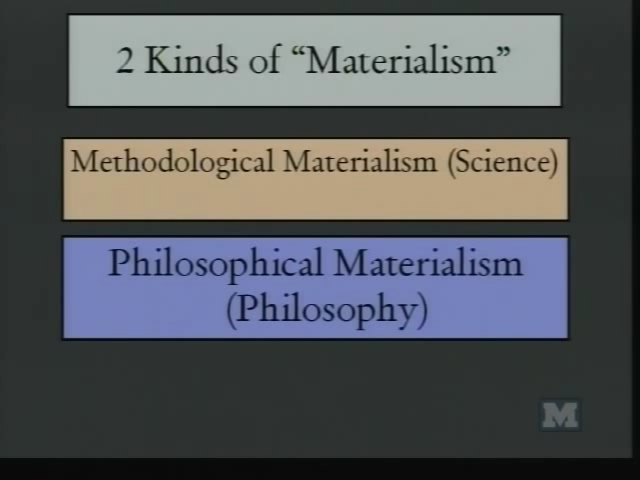 2 Kinds of “Materialism”
Methodological Materialism (Science)
Philosophical Materialism
(Philosophy)
M